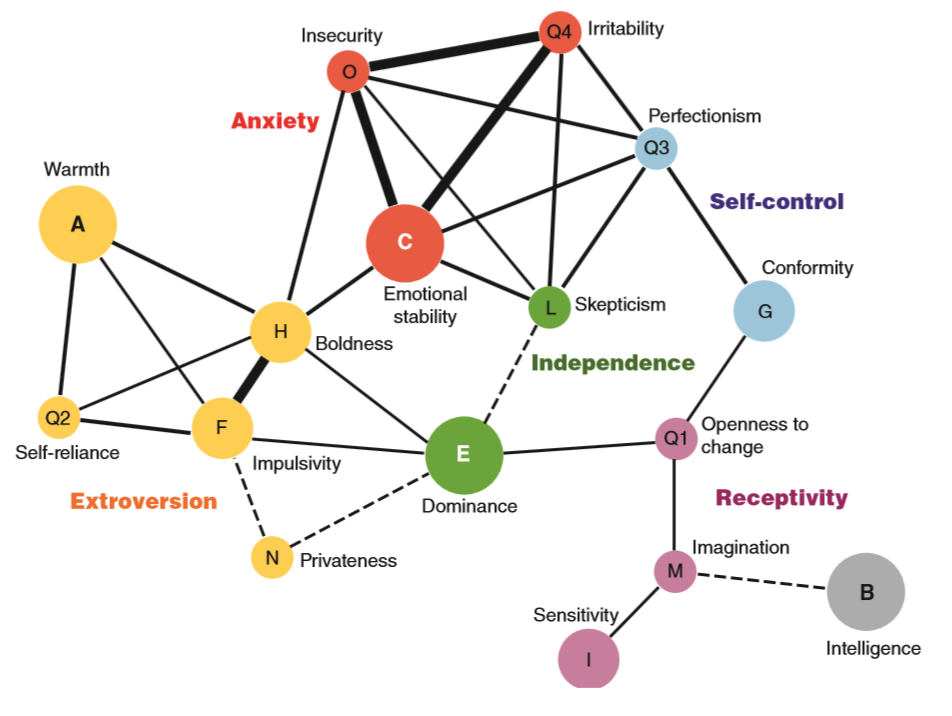 Insecurity
O
Q4
Irritability
Anxiety
Perfectionism
Q3
Warmth
A
Self-control
C
Emotional
stability
Conformity
G
L
Skepticism
H
Boldness
Independence
Q2
Self-reliance
F
Impulsivity
E
Dominance
Q1
Openness to
change
Extroversion
Receptivity
N
Privateness
M
Imagination
B
Intelligence
Sensitivity
I